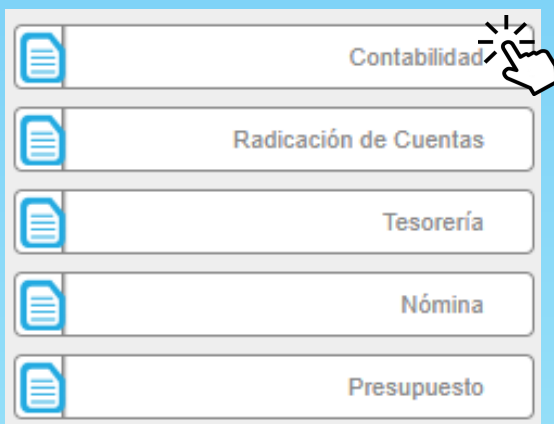 Contabilidad
Radicación de Cuentas
Tesorería
Nómina
Presupuesto